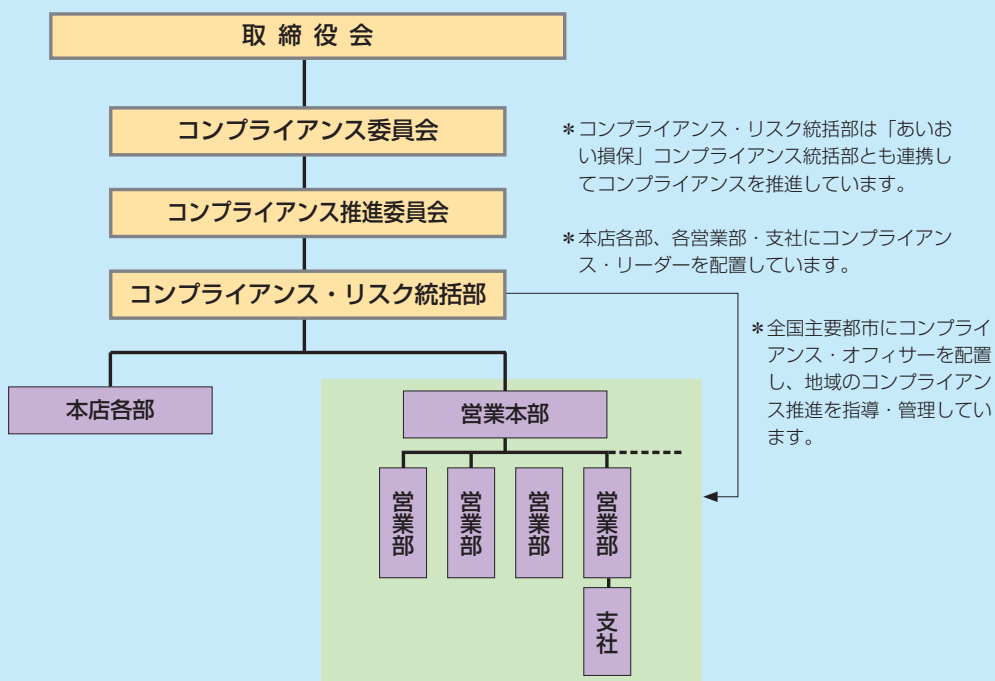 取締役会
コンプライアンス委員会
＊コンプライアンス・リスク統括部は「あいお
い損保」コンプライアンス統括部とも連携し
てコンプライアンスを推進しています。
コンプライアンス推進委員会
＊本店各部、各営業部・支社にコンプライアン
ス・リーダーを配置しています。
コンプライアンス・リスク統括部
＊全国主要都市にコンプライ
アンス・オフィサーを配置
し、地域のコンプライアン
ス推進を指導・管理してい
ます。
本店各部
営業本部
営業部
営業部
営業部
営業部
支社